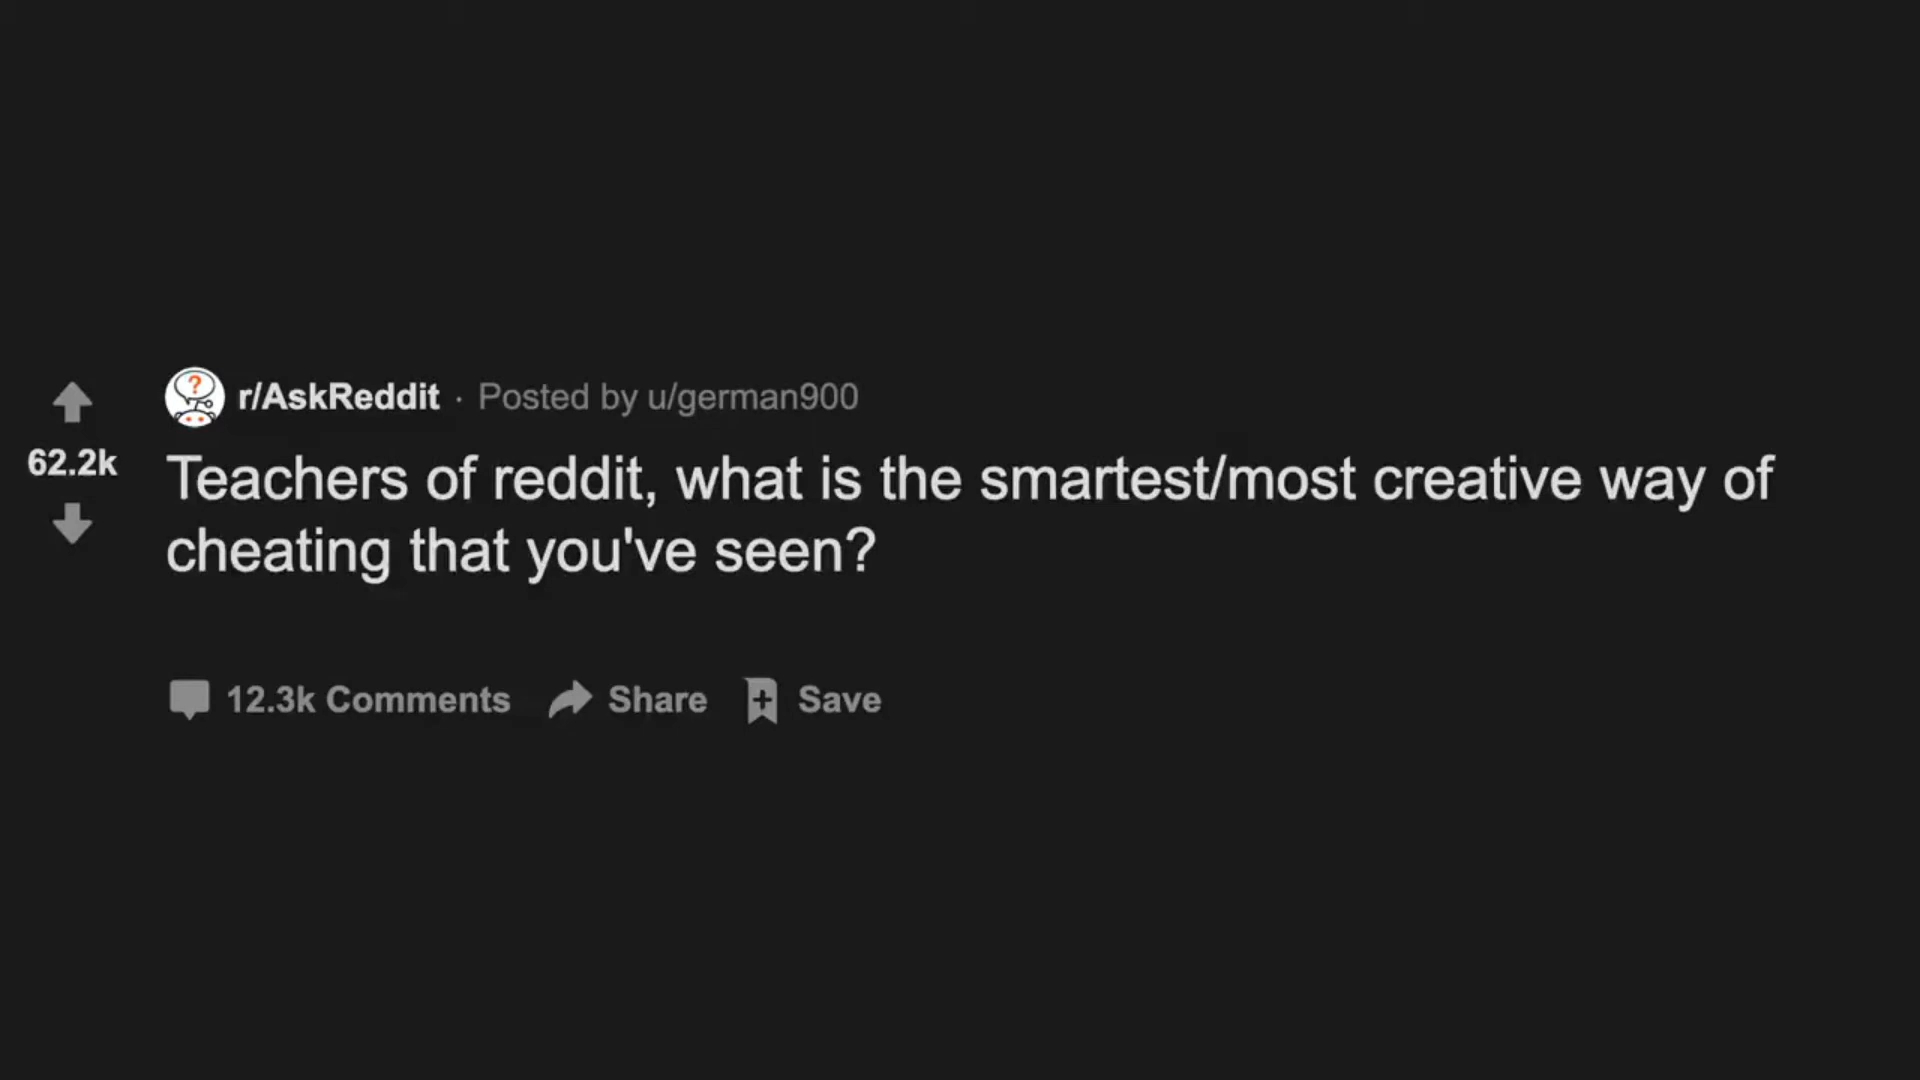 r/AskReddit · Posted by u/german900
62.2k
Teachers of reddit, what is the smartest/most creative way of
cheating that you've seen?
12.3k Comments Share Save